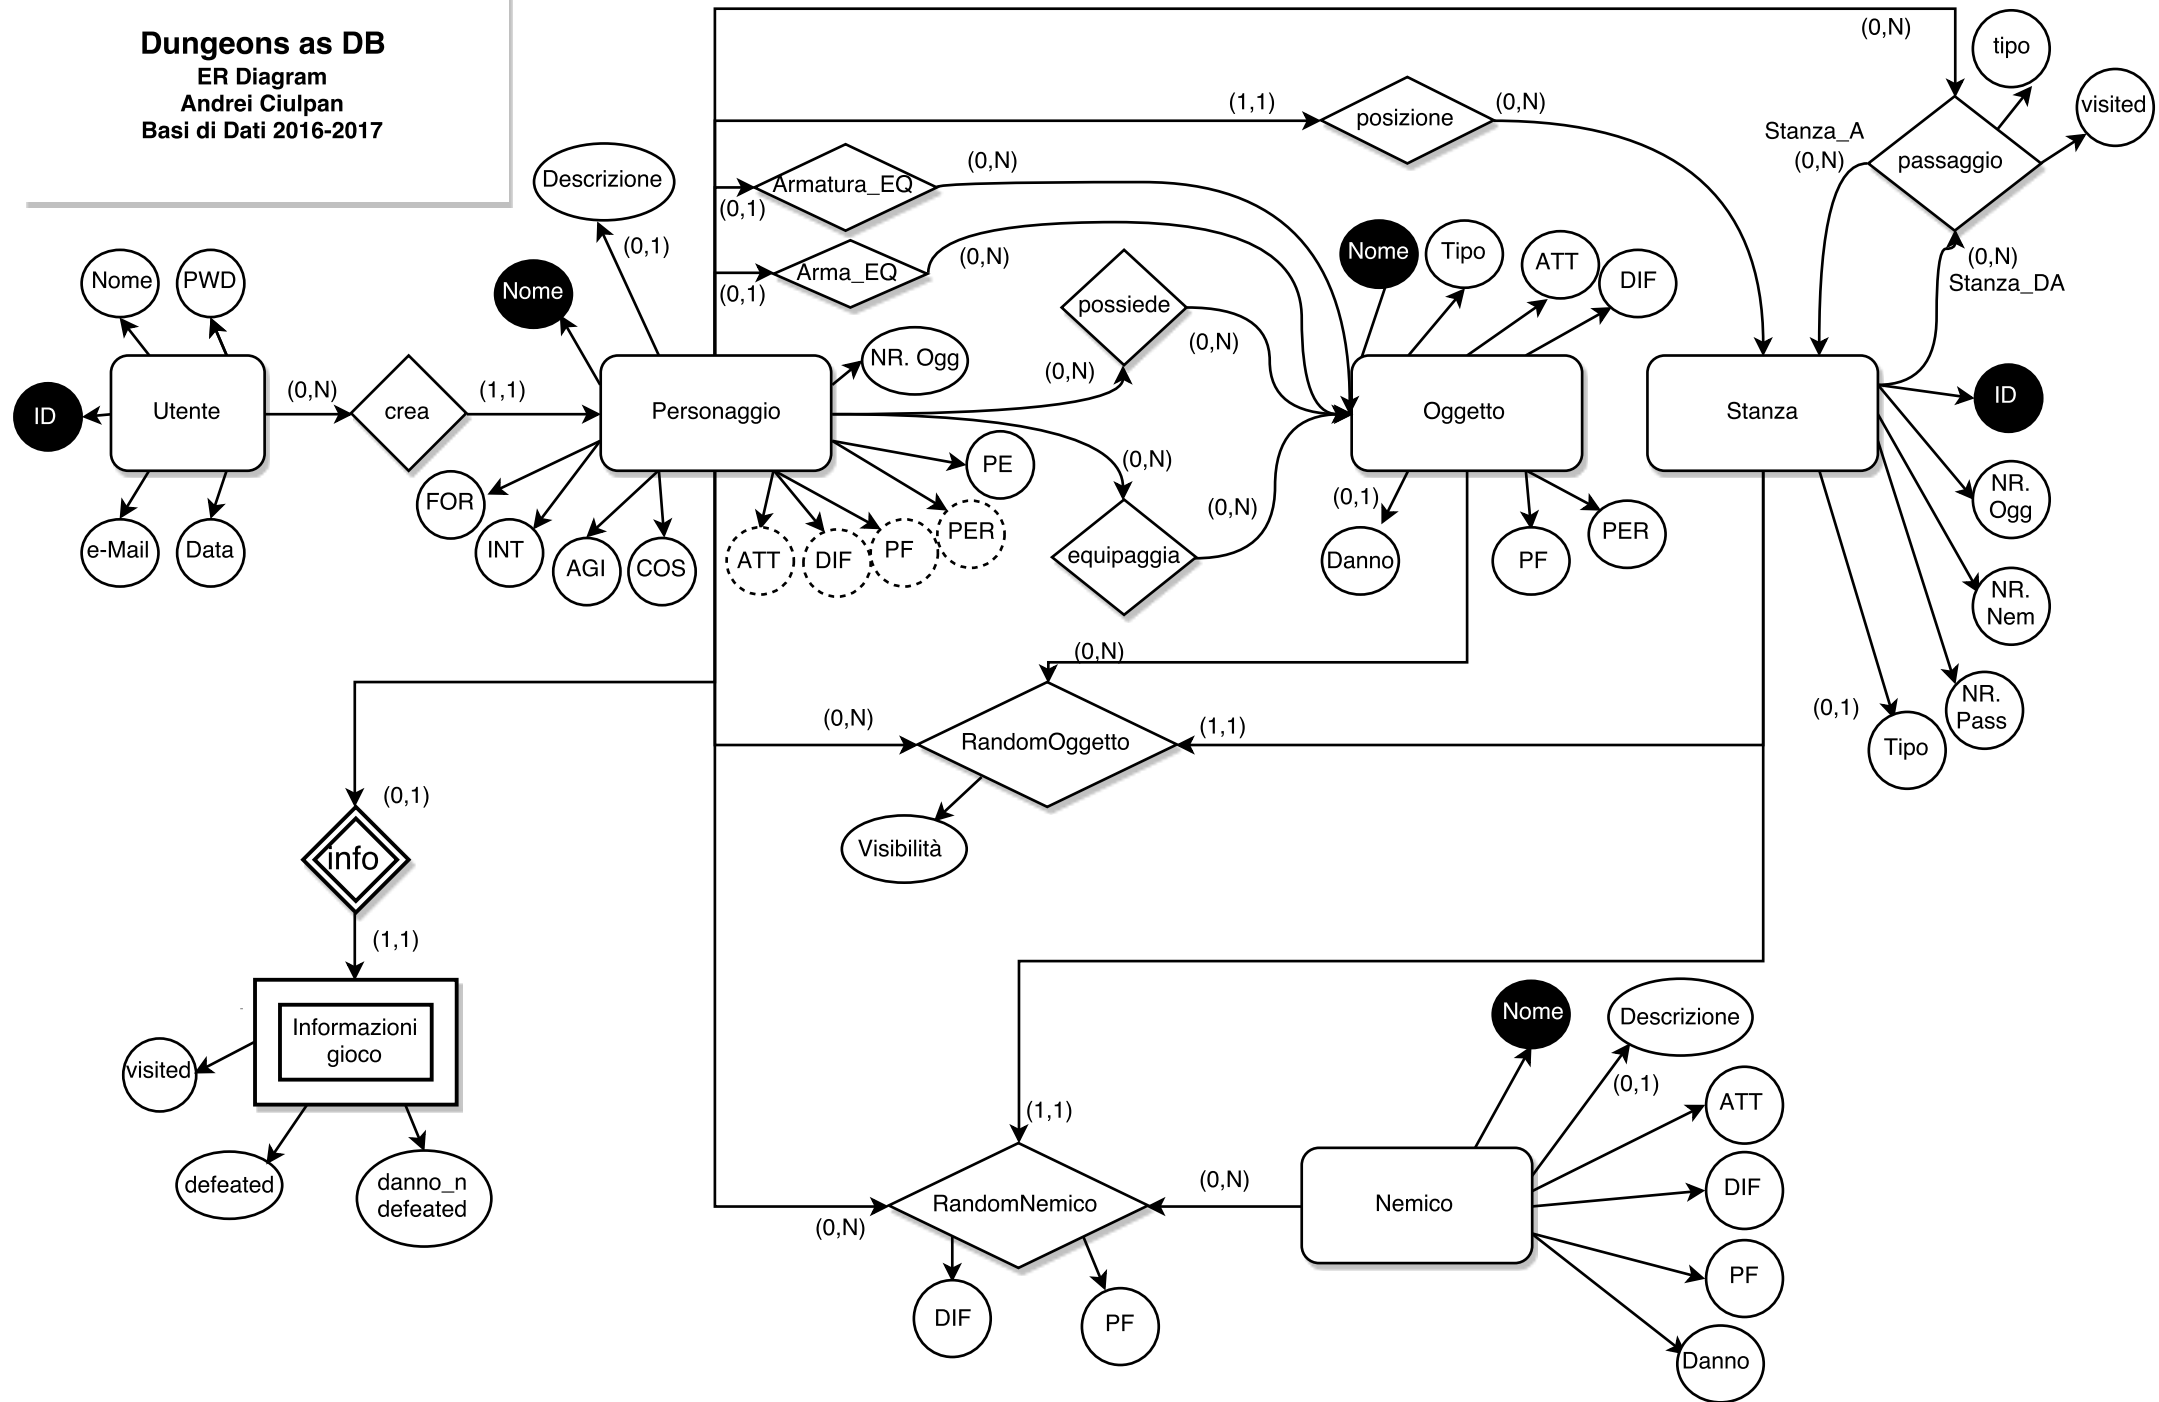 Dungeons as DB
ER Diagram
Andrei Ciulpan
Basi di Dati 2016-2017
(0,N)
tipo
visited
(1,1)
posizione
(0,N)
Stanza_A
(0,N)
passaggio
Descrizione
(0,1)
Armatura_EQ
(0,1)
(0,N)
Arma_EQ
(0,1)
(0,N)
(0,N)
Stanza_DA
Nome
PWD
Nome
possiede
(0,N)
(0,N)
Nome
Tipo
ATT
DIF
NR. Ogg
ID
Utente
(0,N)
crea
(1,1)
Personaggio
Oggetto
Stanza
ID
e-Mail
Data
FOR
INT
AGI
COS
ATT
DIF
PF
PER
PE
(0,N)
equipaggia
(0,N)
(0,1)
Danno
PF
PER
NR.
Ogg
NR.
Nem
NR.
Pass
(0,1)
Tipo
(0,N)
(0,N)
RandomOggetto
(1,1)
Visibilità
(0,1)
info
(1,1)
Informazioni
gioco
visited
defeated
danno_n
defeated
(1,1)
RandomNemico
(0,N)
(0,N)
DIF
PF
Nemico
Nome
Descrizione
(0,1)
ATT
DIF
PF
Danno